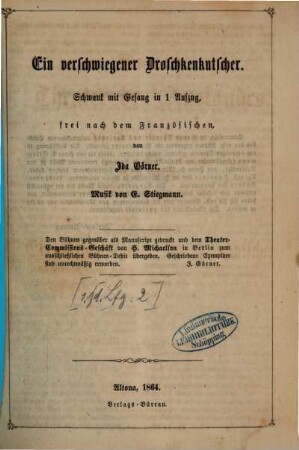 Ein verschwiegener Droschkenkutscher.
Schwank mit Gesang in 1 Aufzug,
frei nach dem Französischen,
von
Ida Görner.
Musik von E. Stiegmann.
Den Bühnen gegenüber als Manuscript gedruckt und dem Theater-
Commissions-Geschäft von H. Michaelson in Berlin zum
ausschließlichen Bühnen-Debit übergeben. Geschriebene Exemplare
sind unrechtmäßig erworben. J. Görner.
Altona, 1864.
Verlags-Büreau.